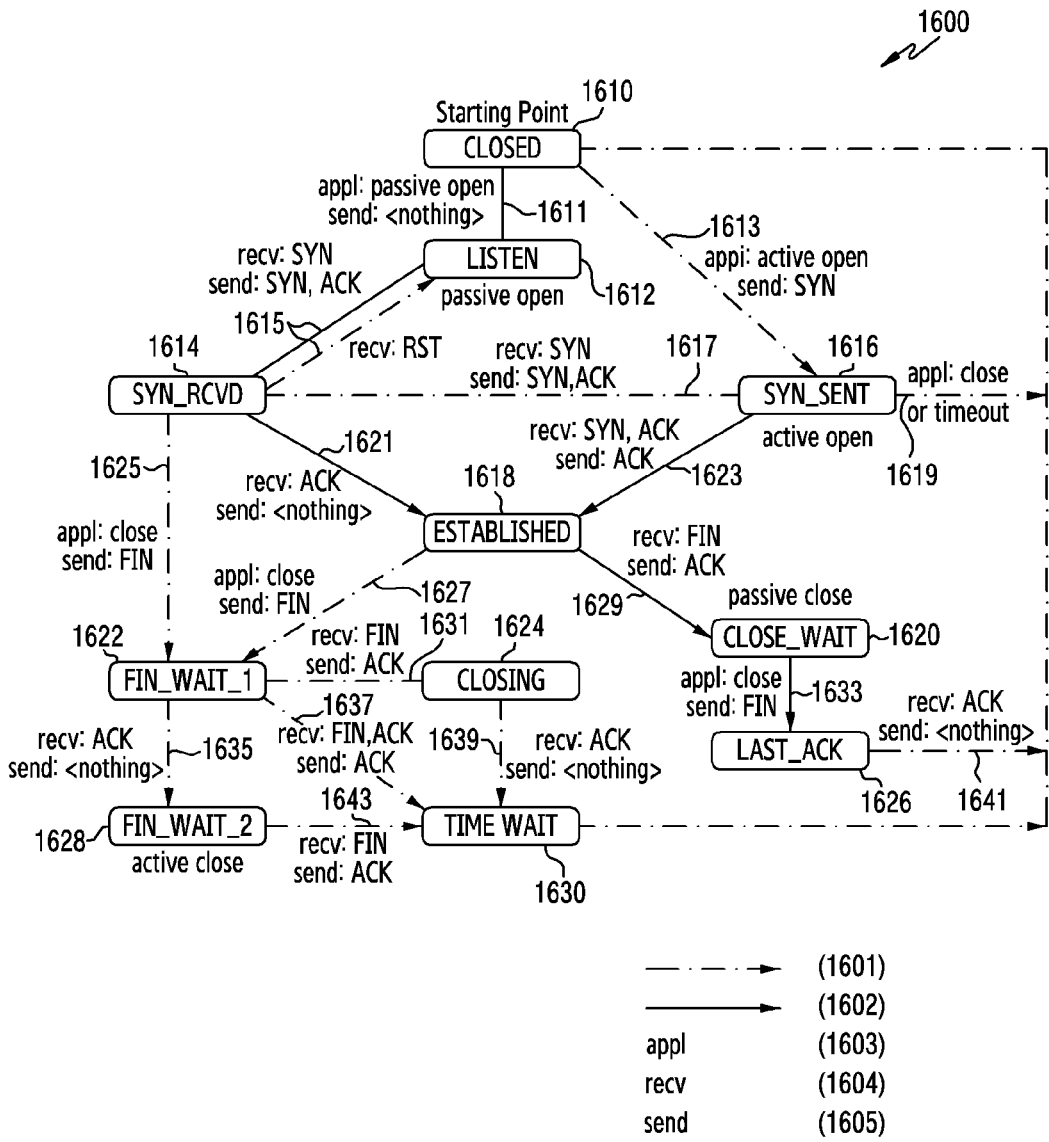 1600
1610
Starting Point
CLOSED
appl: passive open
send: <nothing>
1611
1613
recv: SYN
send: SYN, ACK
LISTEN
passive open
1612
appi: active open
send: SYN
1615
recv: RST
1614
SYN_RCVD
recv: SYN
send: SYN,ACK
1617
1616
SYN_SENT
active open
appl: close
or timeout
1619
1621
1625
recv: ACK
send: <nothing>
recv: SYN, ACK
send: ACK
1623
1618
ESTABLISHED
appl: close
send: FIN
appl: close
send: FIN
1627
recv: FIN
send: ACK
1629
passive close
CLOSE_WAIT
1620
1622
FIN_WAIT_1
recv: FIN
send: ACK
1631
1624
CLOSING
appl: close
send: FIN
1633
1637
recv: FIN,ACK
send: ACK
recv: ACK
send: <nothing>
1635
1639
recv: ACK
send: <nothing>
LAST_ACK
1626
recv: ACK
send: <nothing>
1641
1628
FIN_WAIT_2
active close
1643
recv: FIN
send: ACK
TIME WAIT
1630
(1601)
(1602)
appl (1603)
recv (1604)
send (1605)